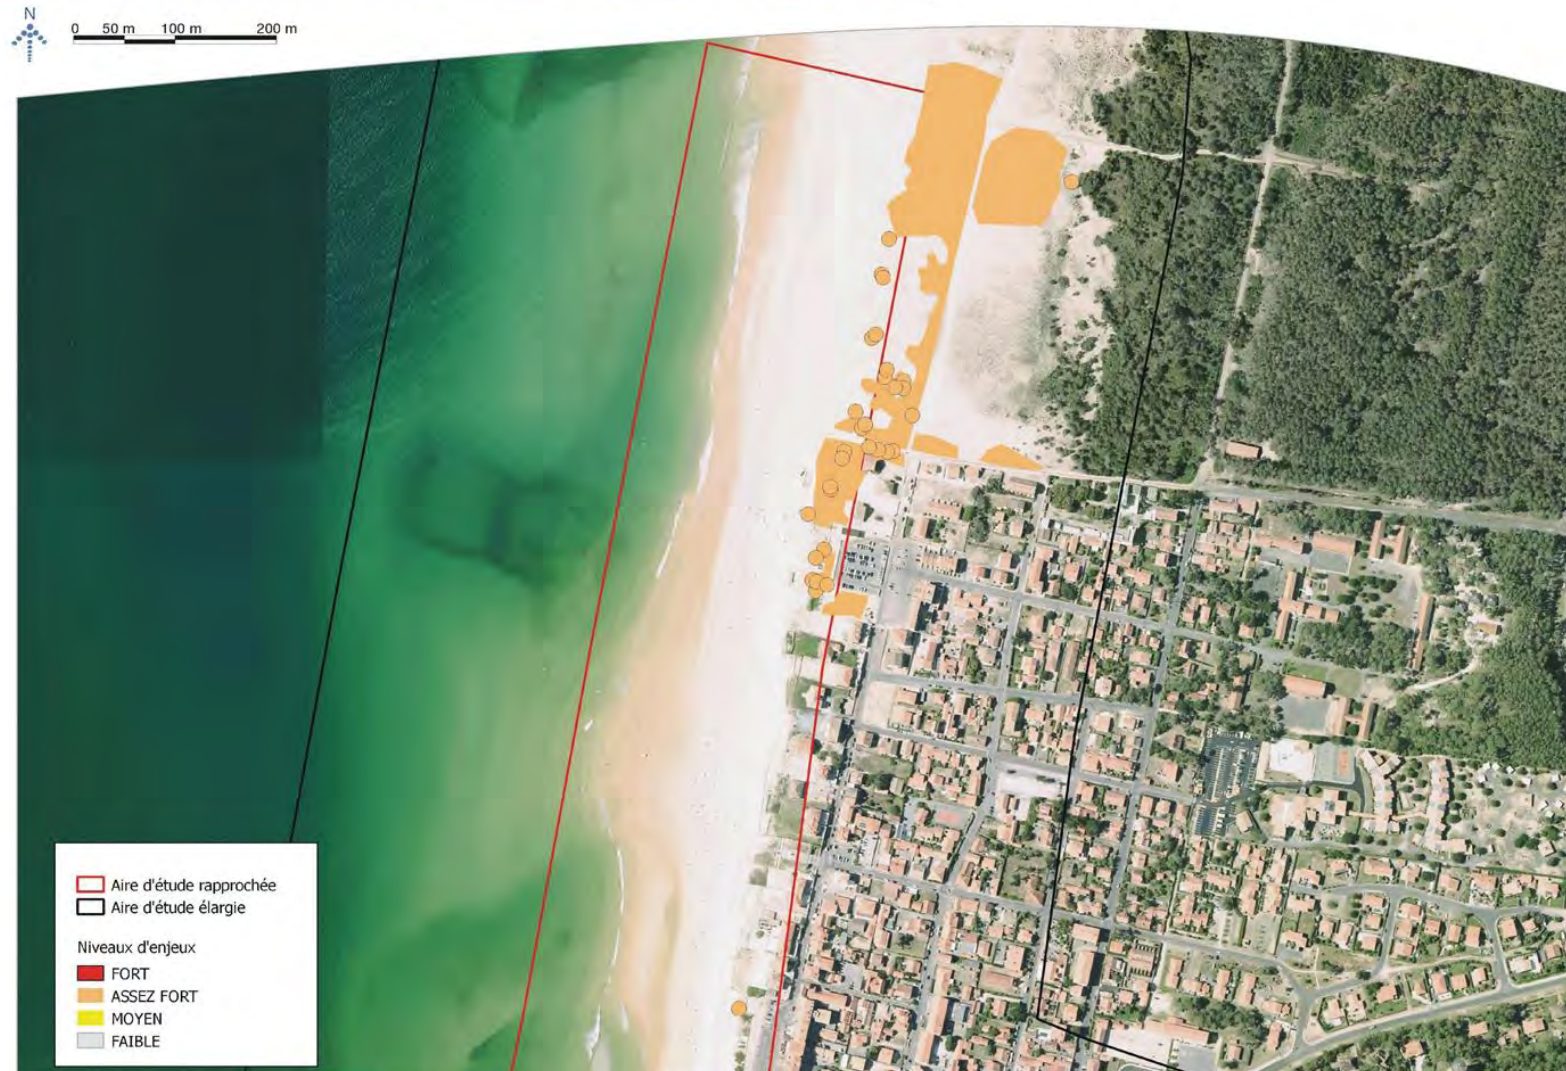 N
0 50 m 100 m 200 m
Aire d'étude rapprochée
Aire d'étude élargie
Niveaux d'enjeux
FORT
ASSEZ FORT
MOYEN
FAIBLE